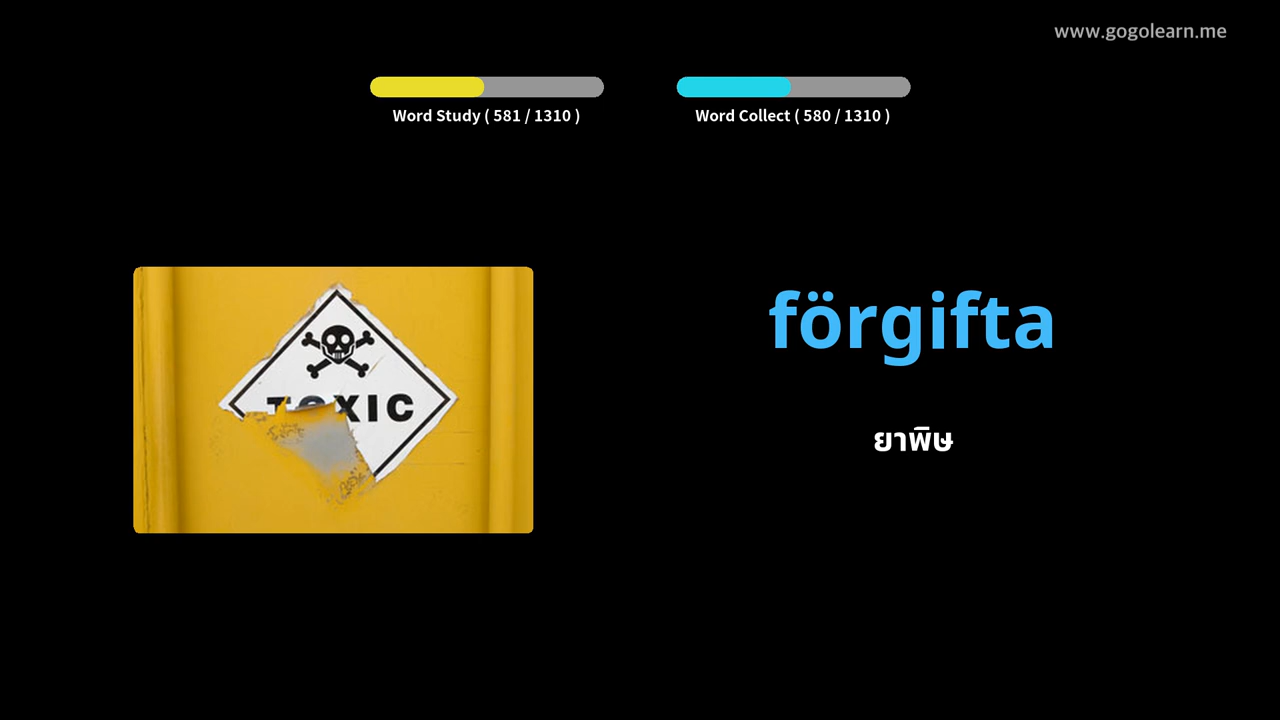 www.gogolearn.me
Word Study ( 581 / 1310 )
Word Collect ( 580 / 1310 )
TOXIC
förgifta
ยาพิษ